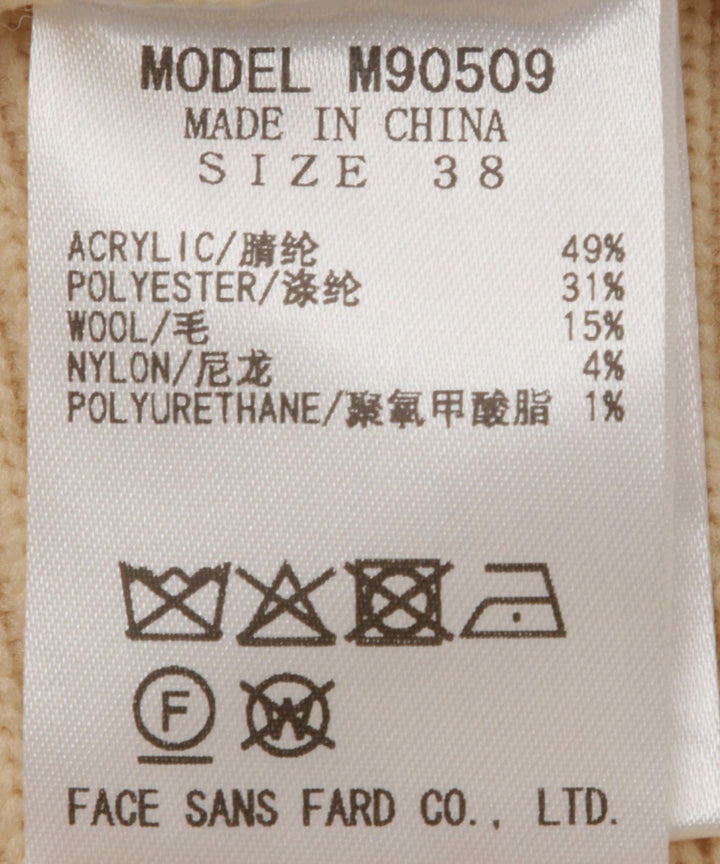 MODEL M90509
MADE IN CHINA
SIZE 38
ACRYLIC/腈纶 49%
POLYESTER/涤纶 31%
WOOL/毛 15%
NYLON/尼龙 4%
POLYURETHANE/聚氨甲酸脂 1%
F W
FACE SANS FARD CO., LTD.